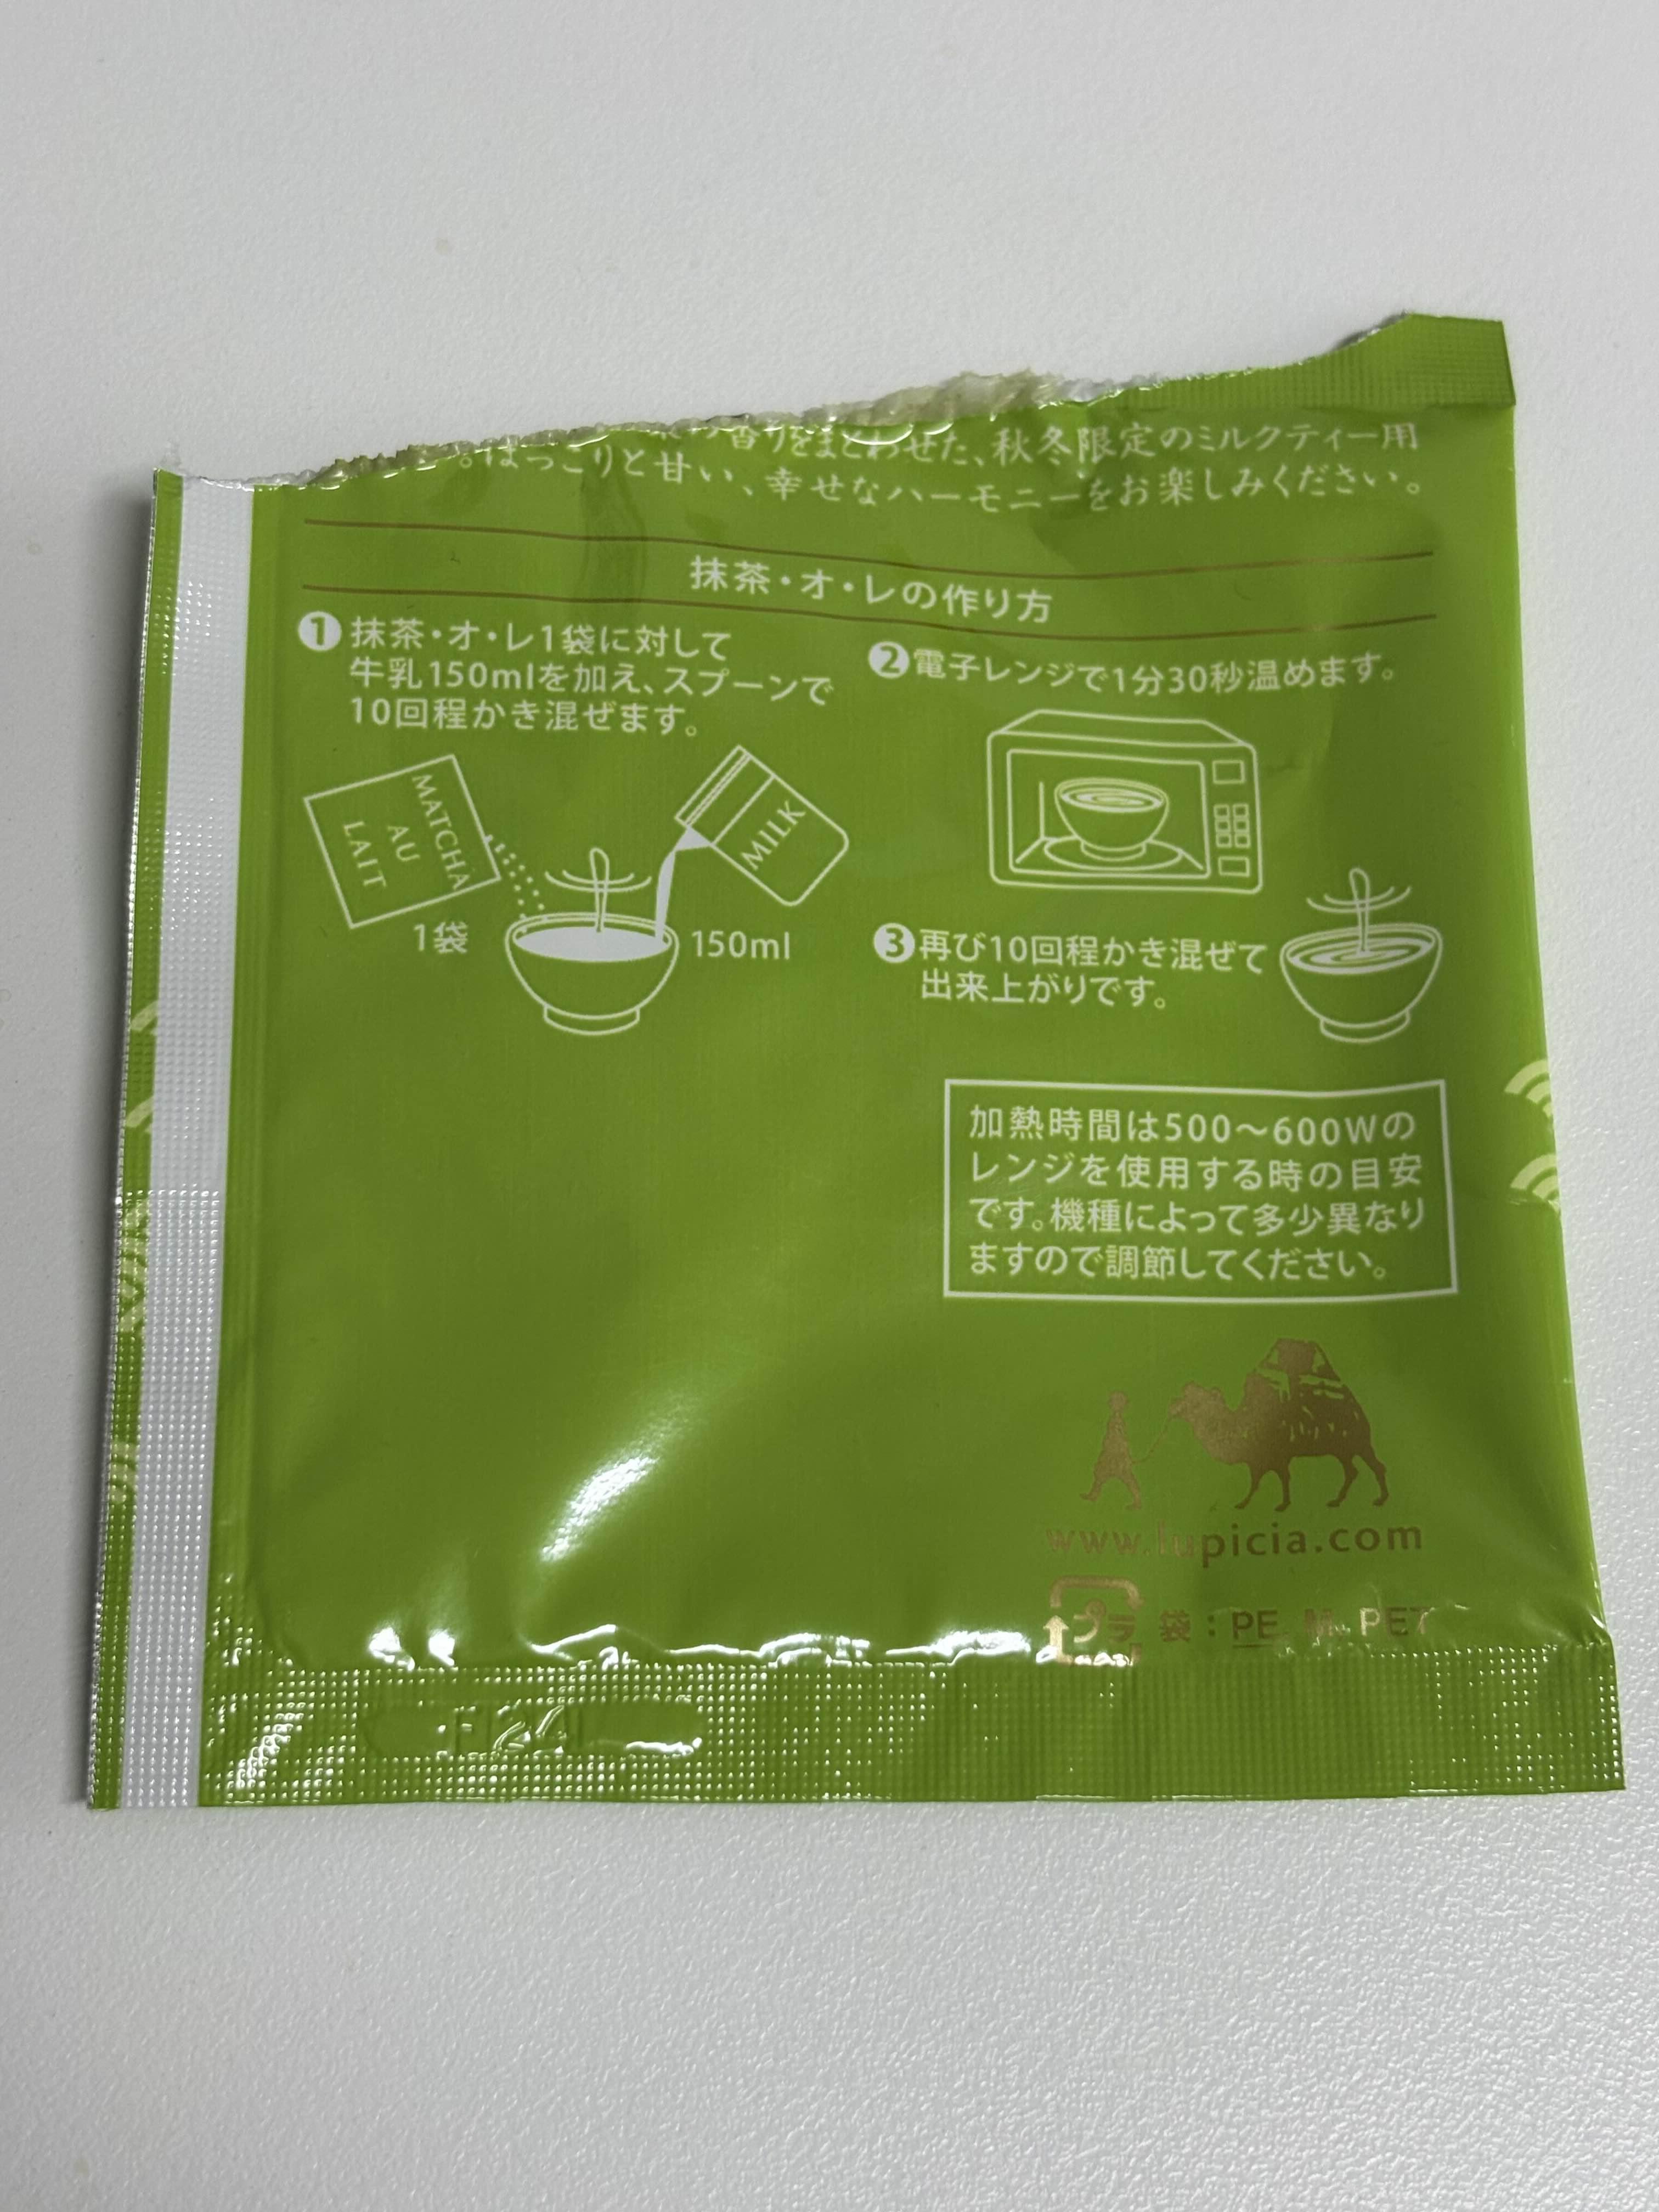 香りをまとわせた、秋冬限定のミルクティー用
。ほっこりと甘い、幸せなハーモニーをお楽しみください。
抹茶・オ・レの作り方
❶抹茶・オ・レ1袋に対して
牛乳150mlを加え、スプーンで
10回程かき混ぜます。
MATCHA
AU
LAIT
1袋
MILK
150ml
❷電子レンジで1分30秒温めます。
❸再び10回程かき混ぜて
出来上がりです。
加熱時間は500〜600Wの
レンジを使用する時の目安
です。機種によって多少異なり
ますので調節してください。
www.lupicia.com
プラ 袋：PE、M、PET